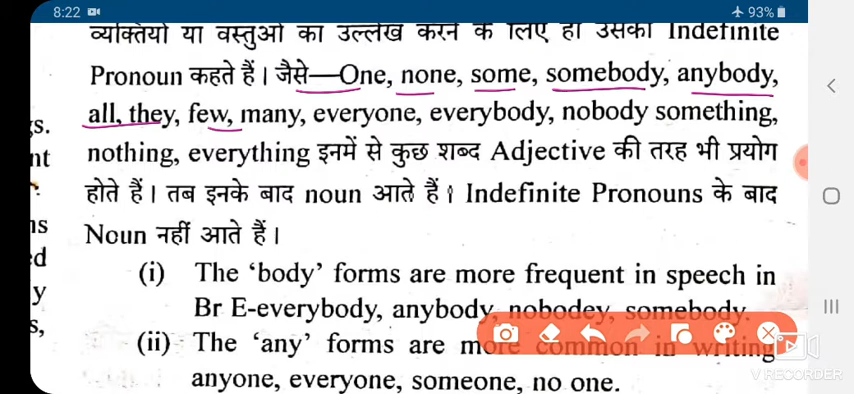 8:22
93%
व्यक्तियों या वस्तुओं का उल्लेख करने के लिए हो उसको Indefinite
Pronoun कहते हैं। जैसे—One, none, some, somebody, anybody,
all, they, few, many, everyone, everybody, nobody something,
nothing, everything इनमें से कुछ शब्द Adjective की तरह भी प्रयोग
होते हैं। तब इनके बाद noun आते हैं। Indefinite Pronouns के बाद
Noun नहीं आते हैं।
(i) The ‘body’ forms are more frequent in speech in
Br E-everybody, anybody, nobodey, somebody.
(ii) The ‘any’ forms are more common in writing
anyone, everyone, someone, no one.
gs.
nt
ns
d
y
s,
V RECORDER